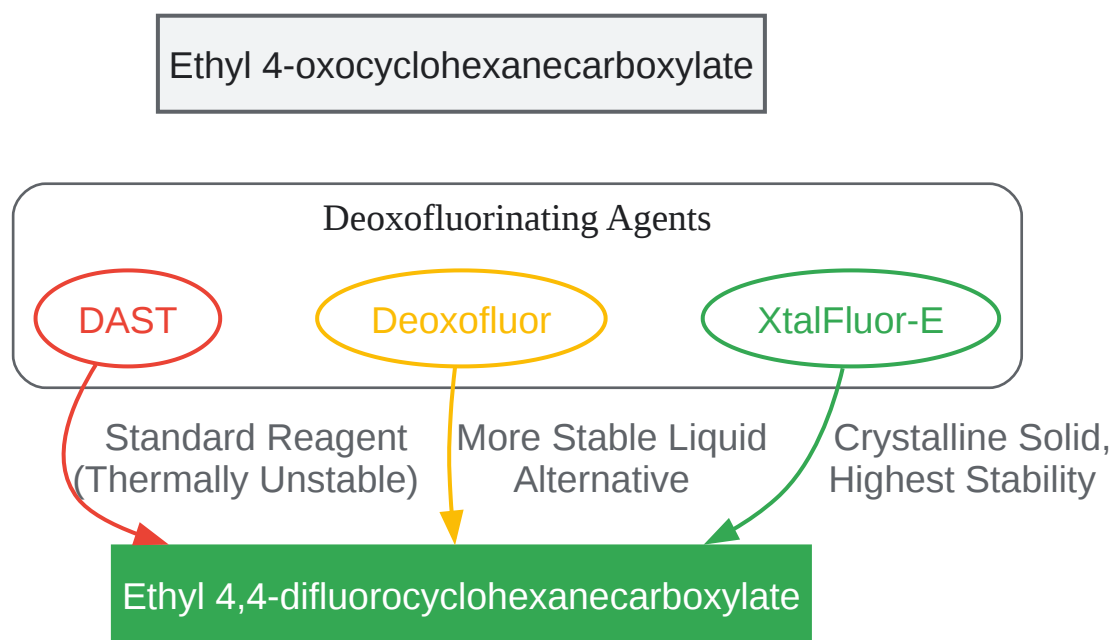 Ethyl 4-oxocyclohexanecarboxylate
Deoxofluorinating Agents
DAST
Deoxofluor
XtalFluor-E
Standard Reagent
(Thermally Unstable)
More Stable Liquid
Alternative
Crystalline Solid,
Highest Stability
Ethyl 4,4-difluorocyclohexanecarboxylate